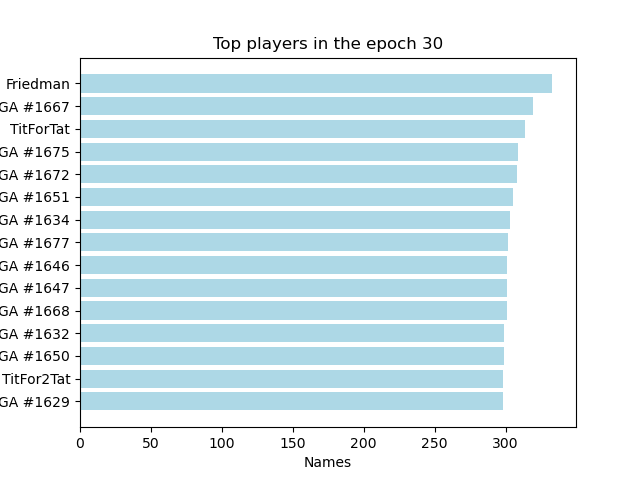 Top players in the epoch 30
Friedman
GA #1667
TitForTat
GA #1675
GA #1672
GA #1651
GA #1634
GA #1677
GA #1646
GA #1647
GA #1668
GA #1632
GA #1650
TitFor2Tat
GA #1629
0 50 100 150 200 250 300
Names